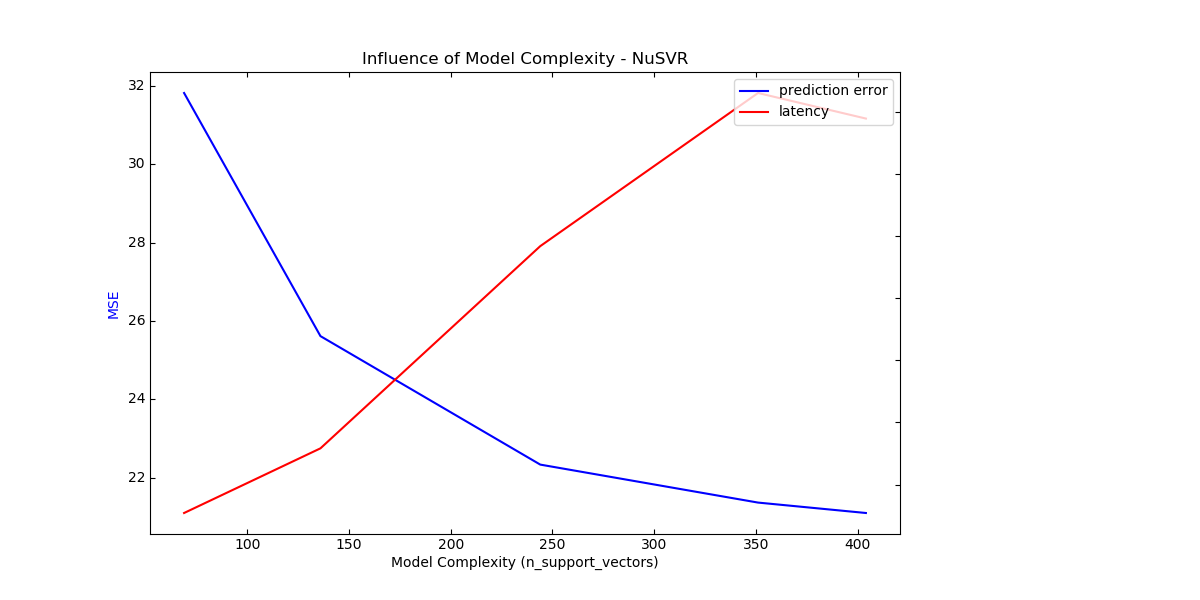 Influence of Model Complexity - NuSVR
prediction error
latency
32
30
28
26
24
22
MSE
100
150
200
250
300
350
400
Model Complexity (n_support_vectors)